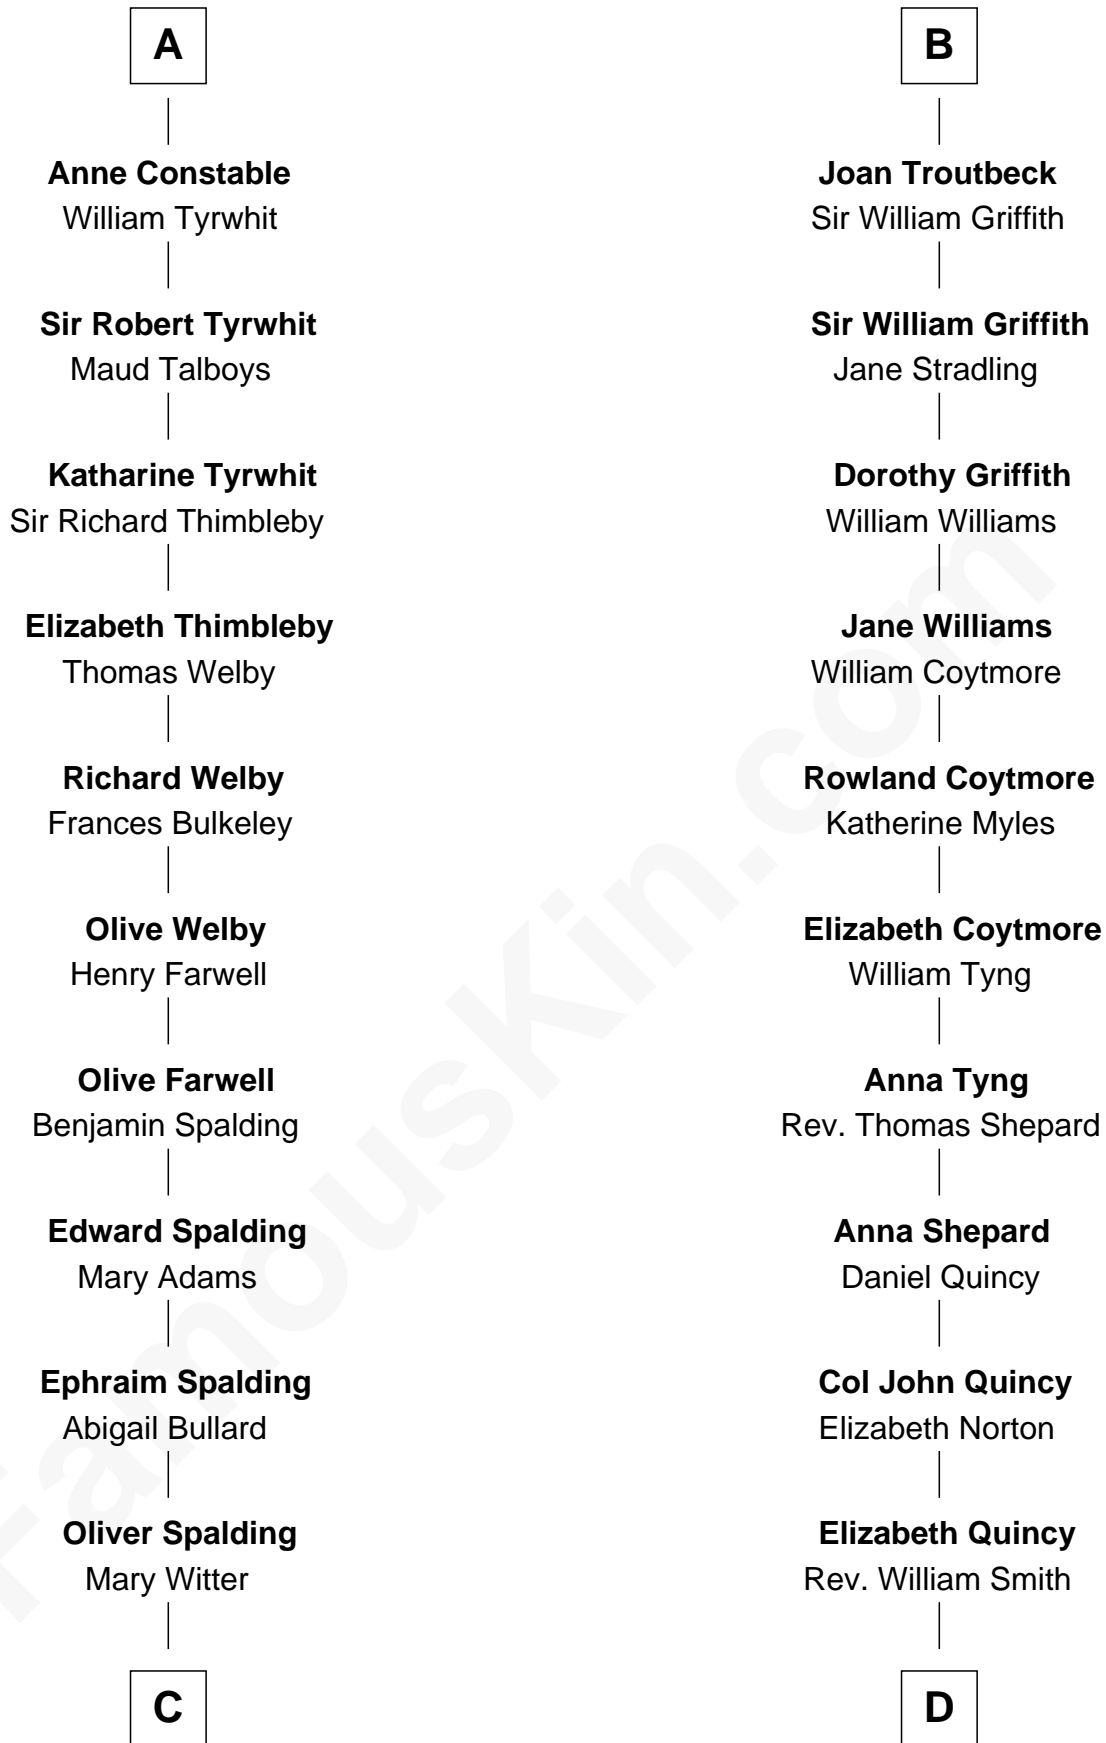 A
Anne Constable
William Tyrwhit
Sir Robert Tyrwhit
Maud Talboys
Katharine Tyrwhit
Sir Richard Thimbleby
Elizabeth Thimbleby
Thomas Welby
Richard Welby
Frances Bulkeley
Olive Welby
Henry Farwell
Olive Farwell
Benjamin Spalding
Edward Spalding
Mary Adams
Ephraim Spalding
Abigail Bullard
Oliver Spalding
Mary Witter
C
B
Joan Troutbeck
Sir William Griffith
Sir William Griffith
Jane Stradling
Dorothy Griffith
William Williams
Jane Williams
William Coytmore
Rowland Coytmore
Katherine Myles
Elizabeth Coytmore
William Tyng
Anna Tyng
Rev. Thomas Shepard
Anna Shepard
Daniel Quincy
Col John Quincy
Elizabeth Norton
Elizabeth Quincy
Rev. William Smith
D
FamousKin.com